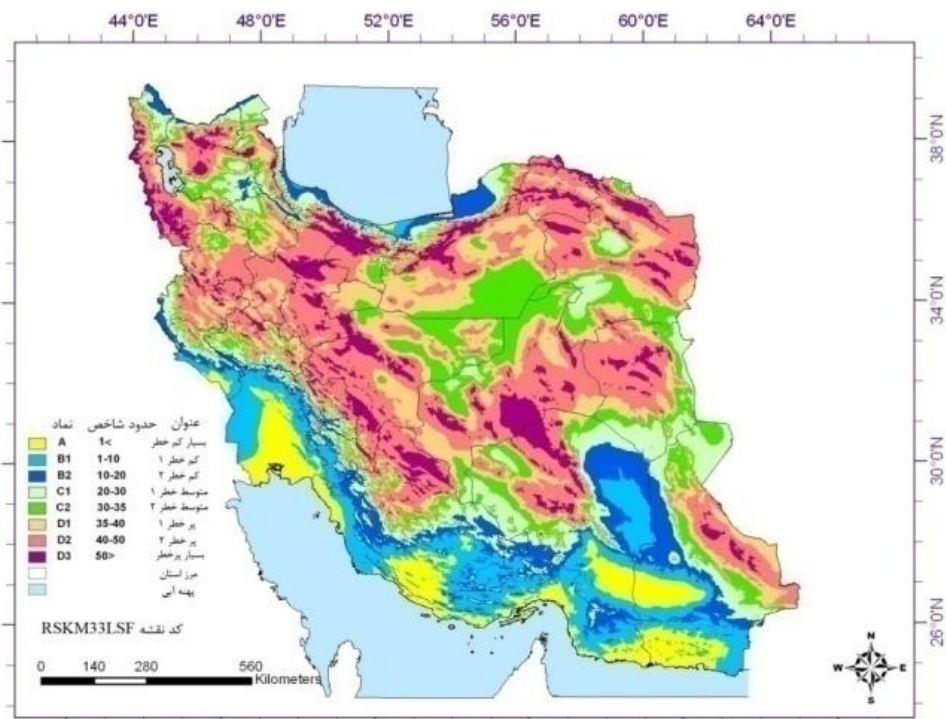 44°0'E 48°0'E 52°0'E 56°0'E 60°0'E 64°0'E
38°0'N
34°0'N
30°0'N
26°0'N
نماد حدود شاخص عنوان
A 1< بسیار کم خطر
B1 1-10 کم خطر ۱
B2 10-20 کم خطر ۲
C1 20-30 متوسط خطر ۱
C2 30-35 متوسط خطر ۲
D1 35-40 پر خطر ۱
D2 40-50 پر خطر ۲
D3 50> بسیار پرخطر
مرز استان
پهنه آبی
کد نقشه RSKM33LSF
0 140 280 560
Kilometers
N
W E
S